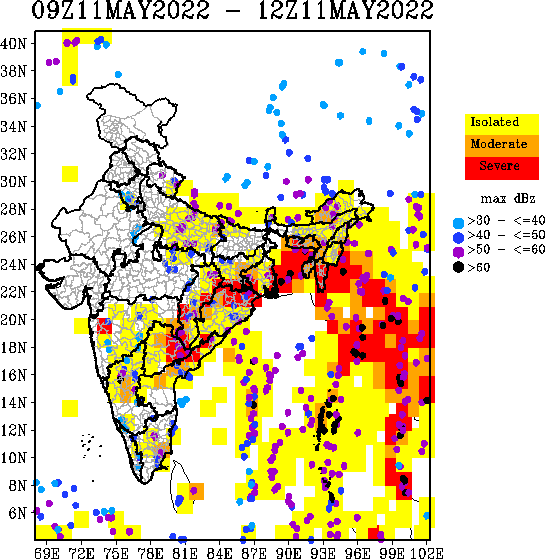 09Z11MAY2022 - 12Z11MAY2022
40N
38N
36N
34N
32N
30N
28N
26N
24N
22N
20N
18N
16N
14N
12N
10N
8N
6N
69E 72E 75E 78E 81E 84E 87E 90E 93E 96E 99E 102E
Isolated
Moderate
Severe
max dBz
>30 - <=40
>40 - <=50
>50 - <=60
>60